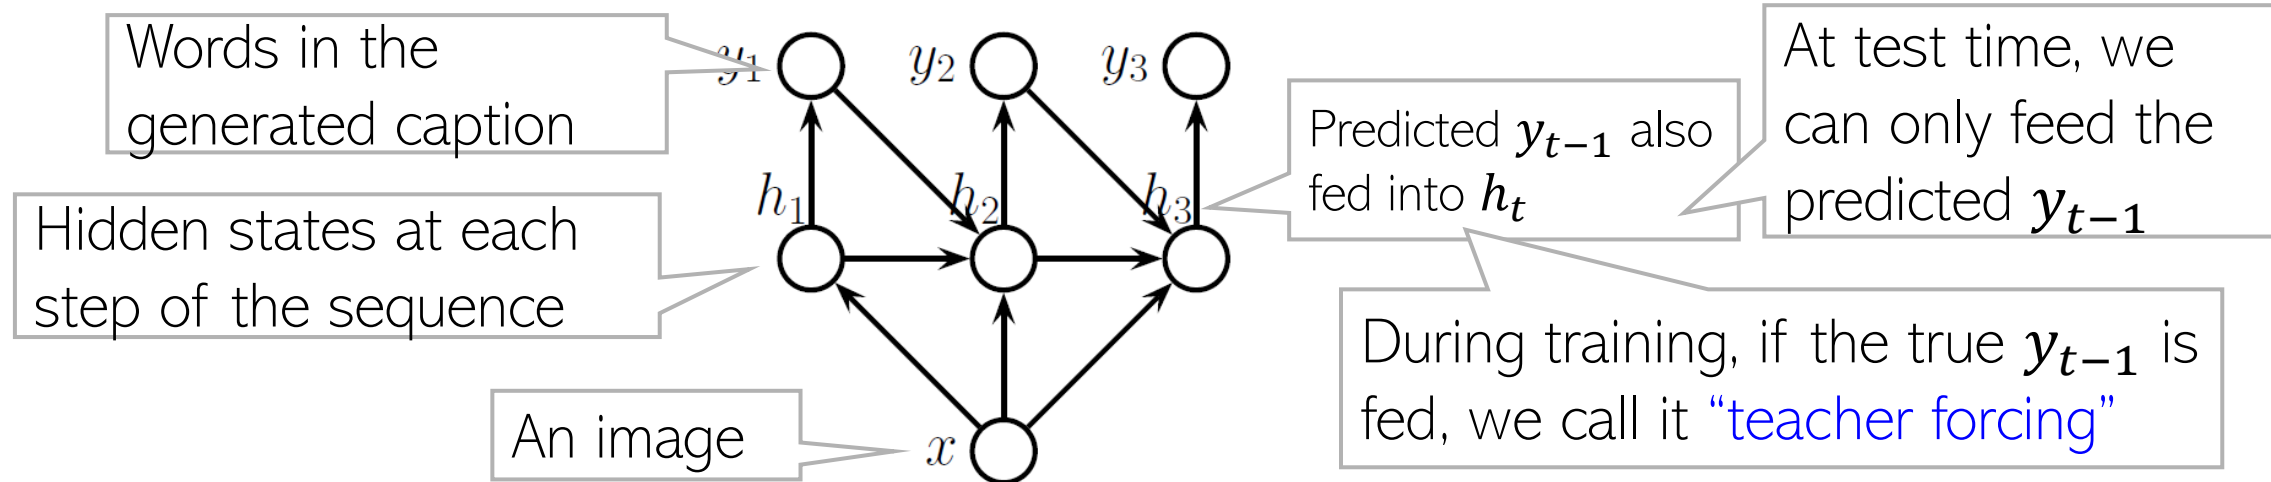 Words in the
generated caption
y₁
y₂
y₃
At test time, we
can only feed the
predicted yₜ₋₁
Predicted yₜ₋₁ also
fed into hₜ
h₁
h₂
h₃
Hidden states at each
step of the sequence
During training, if the true yₜ₋₁ is
fed, we call it “teacher forcing”
An image
x